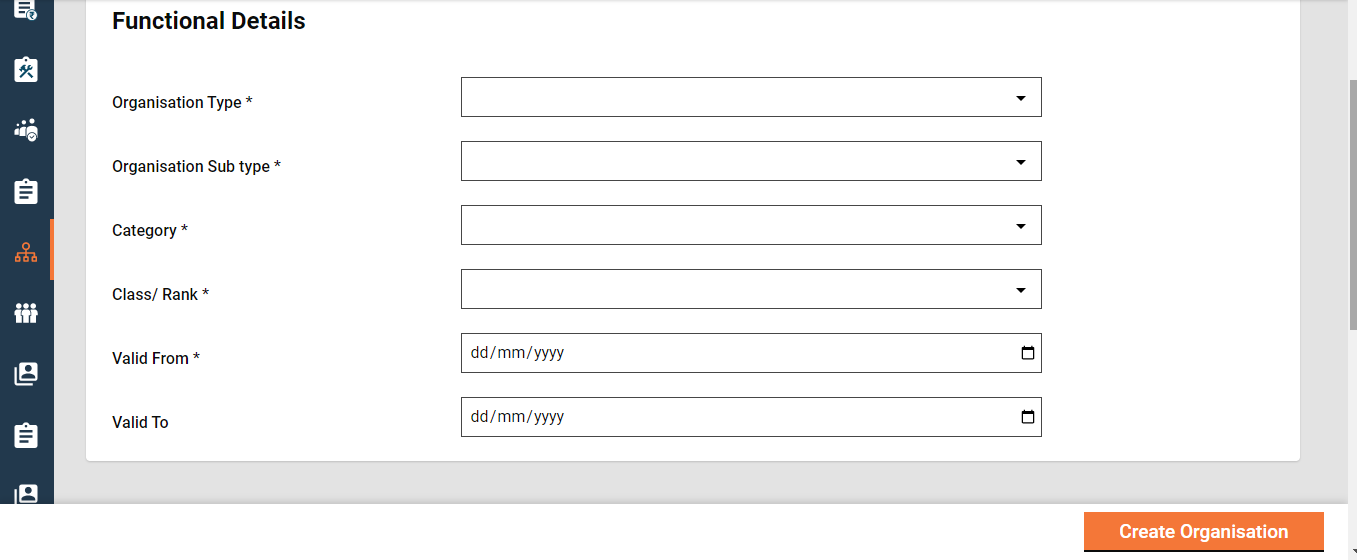 Functional Details
Organisation Type *
Organisation Sub type *
Category *
Class/ Rank *
Valid From *
dd/mm/yyyy
Valid To
dd/mm/yyyy
Create Organisation